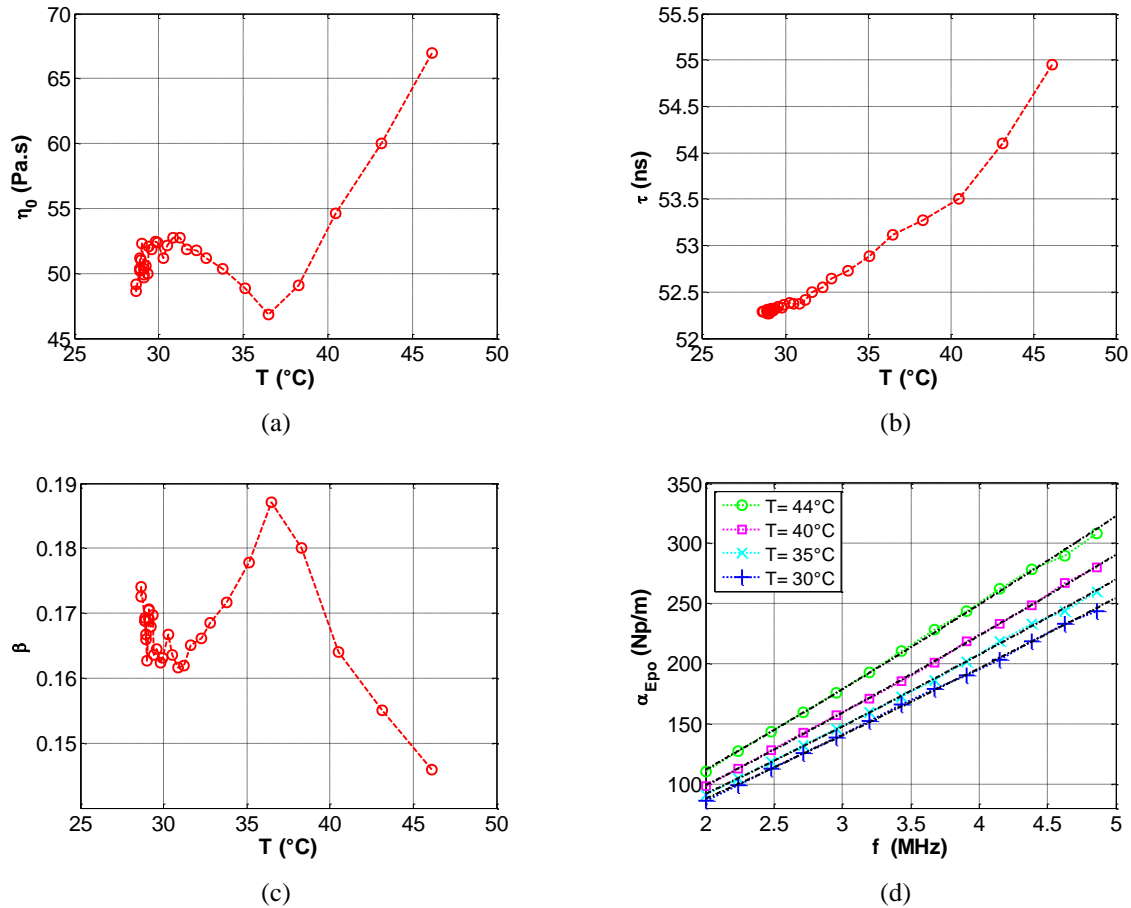 70
65
60
55
50
45
η0 (Pa.s)
25 30 35 40 45 50
T (°C)
(a)
55.5
55
54.5
54
53.5
53
52.5
52
τ (ns)
25 30 35 40 45 50
T (°C)
(b)
0.19
0.18
0.17
0.16
0.15
β
25 30 35 40 45 50
T (°C)
(c)
350
300
250
200
150
100
αEpo (Np/m)
T= 44°C
T= 40°C
T= 35°C
T= 30°C
2 2.5 3 3.5 4 4.5 5
f (MHz)
(d)